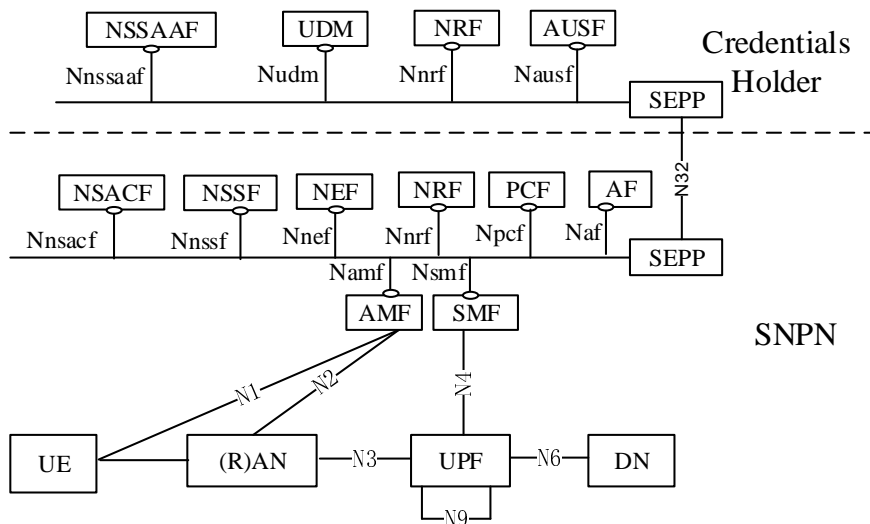 NSSAAF UDM NRF AUSF
Credentials
Holder
Nnssaaf Nudm Nnrf Nausf
SEPP
N32
NSACF NSSF NEF NRF PCF AF
Nnsacf Nnssf Nnef Nnrf Npcf Naf
SEPP
Namf Nsmf
AMF SMF
SNPN
N1 N2 N4
UE (R)AN N3 UPF N6 DN
N9